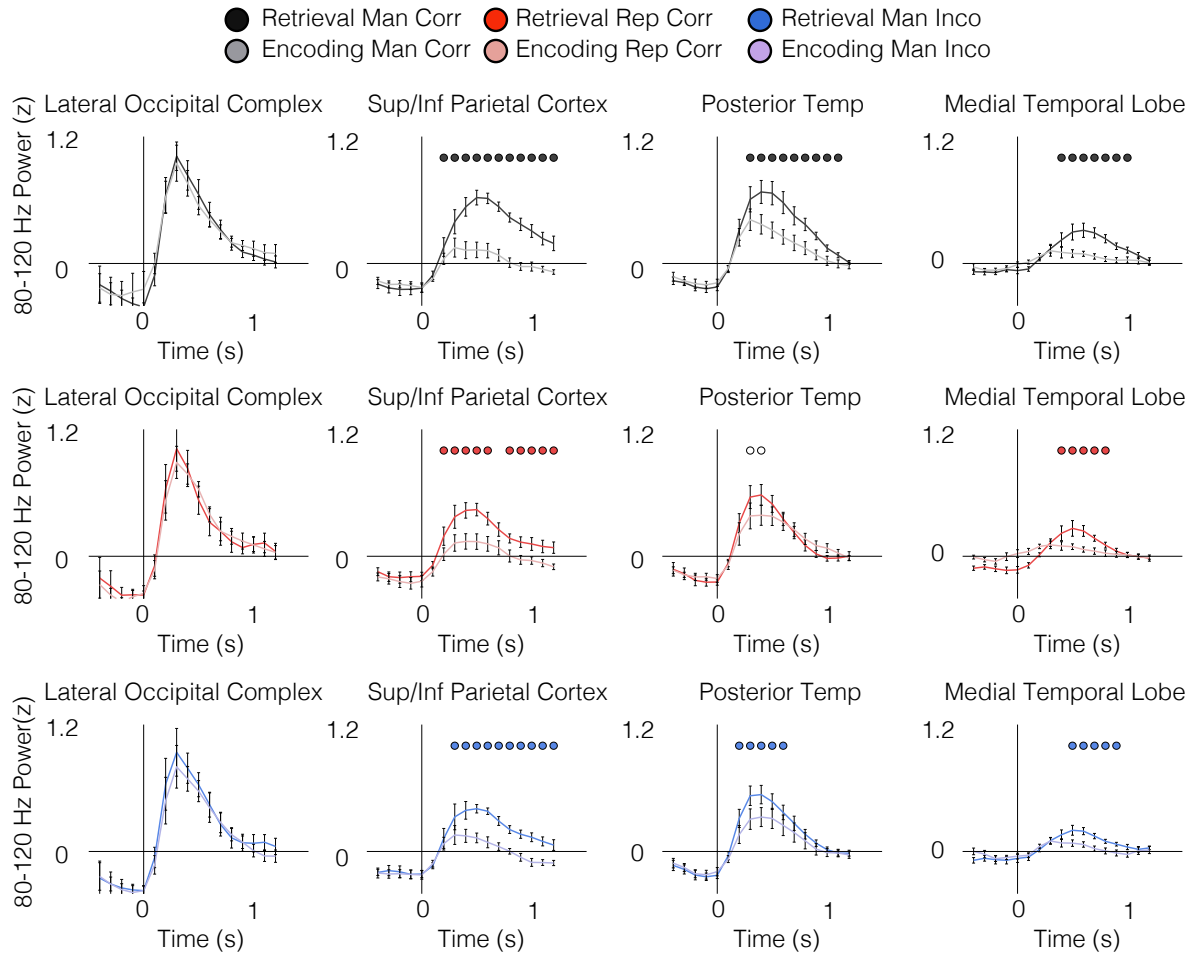 Retrieval Man Corr Retrieval Rep Corr Retrieval Man Inco
Encoding Man Corr Encoding Rep Corr Encoding Man Inco
Lateral Occipital Complex Sup/Inf Parietal Cortex Posterior Temp Medial Temporal Lobe
80-120 Hz Power (z)
1.2 1.2 1.2 1.2
0 0 0 0
0 1 0 1 0 1 0 1
Time (s) Time (s) Time (s) Time (s)
Lateral Occipital Complex Sup/Inf Parietal Cortex Posterior Temp Medial Temporal Lobe
80-120 Hz Power (z)
1.2 1.2 1.2 1.2
0 0 0 0
0 1 0 1 0 1 0 1
Time (s) Time (s) Time (s) Time (s)
Lateral Occipital Complex Sup/Inf Parietal Cortex Posterior Temp Medial Temporal Lobe
80-120 Hz Power(z)
1.2 1.2 1.2 1.2
0 0 0 0
0 1 0 1 0 1 0 1
Time (s) Time (s) Time (s) Time (s)